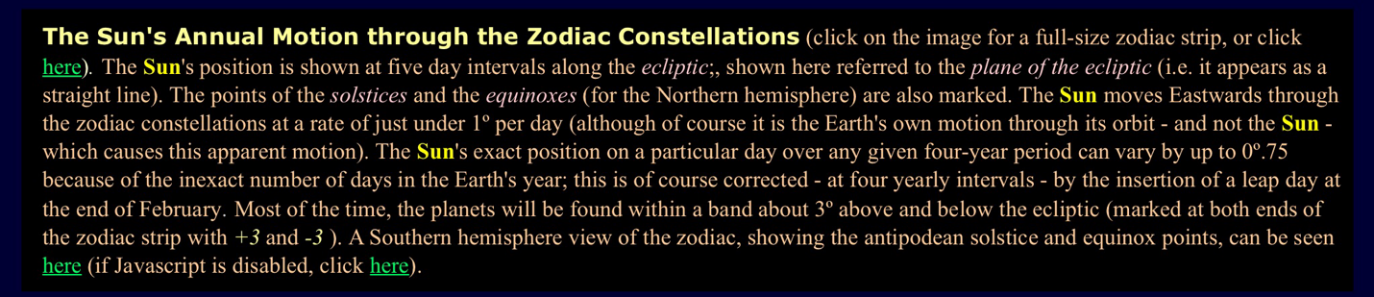 The Sun's Annual Motion through the Zodiac Constellations (click on the image for a full-size zodiac strip, or click
here). The Sun's position is shown at five day intervals along the ecliptic;, shown here referred to the plane of the ecliptic (i.e. it appears as a
straight line). The points of the solstices and the equinoxes (for the Northern hemisphere) are also marked. The Sun moves Eastwards through
the zodiac constellations at a rate of just under 1º per day (although of course it is the Earth's own motion through its orbit - and not the Sun -
which causes this apparent motion). The Sun's exact position on a particular day over any given four-year period can vary by up to 0º.75
because of the inexact number of days in the Earth's year; this is of course corrected - at four yearly intervals - by the insertion of a leap day at
the end of February. Most of the time, the planets will be found within a band about 3º above and below the ecliptic (marked at both ends of
the zodiac strip with +3 and -3 ). A Southern hemisphere view of the zodiac, showing the antipodean solstice and equinox points, can be seen
here (if Javascript is disabled, click here).